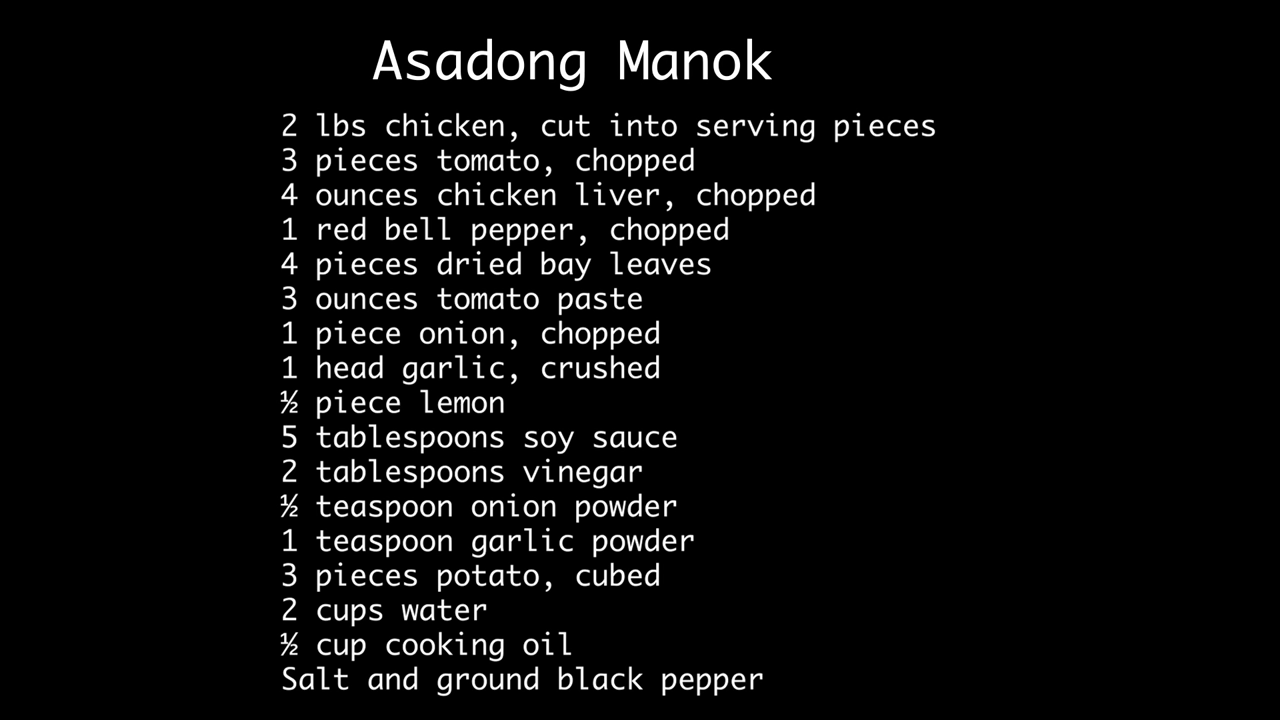 Asadong Manok
2 lbs chicken, cut into serving pieces
3 pieces tomato, chopped
4 ounces chicken liver, chopped
1 red bell pepper, chopped
4 pieces dried bay leaves
3 ounces tomato paste
1 piece onion, chopped
1 head garlic, crushed
½ piece lemon
5 tablespoons soy sauce
2 tablespoons vinegar
½ teaspoon onion powder
1 teaspoon garlic powder
3 pieces potato, cubed
2 cups water
½ cup cooking oil
Salt and ground black pepper